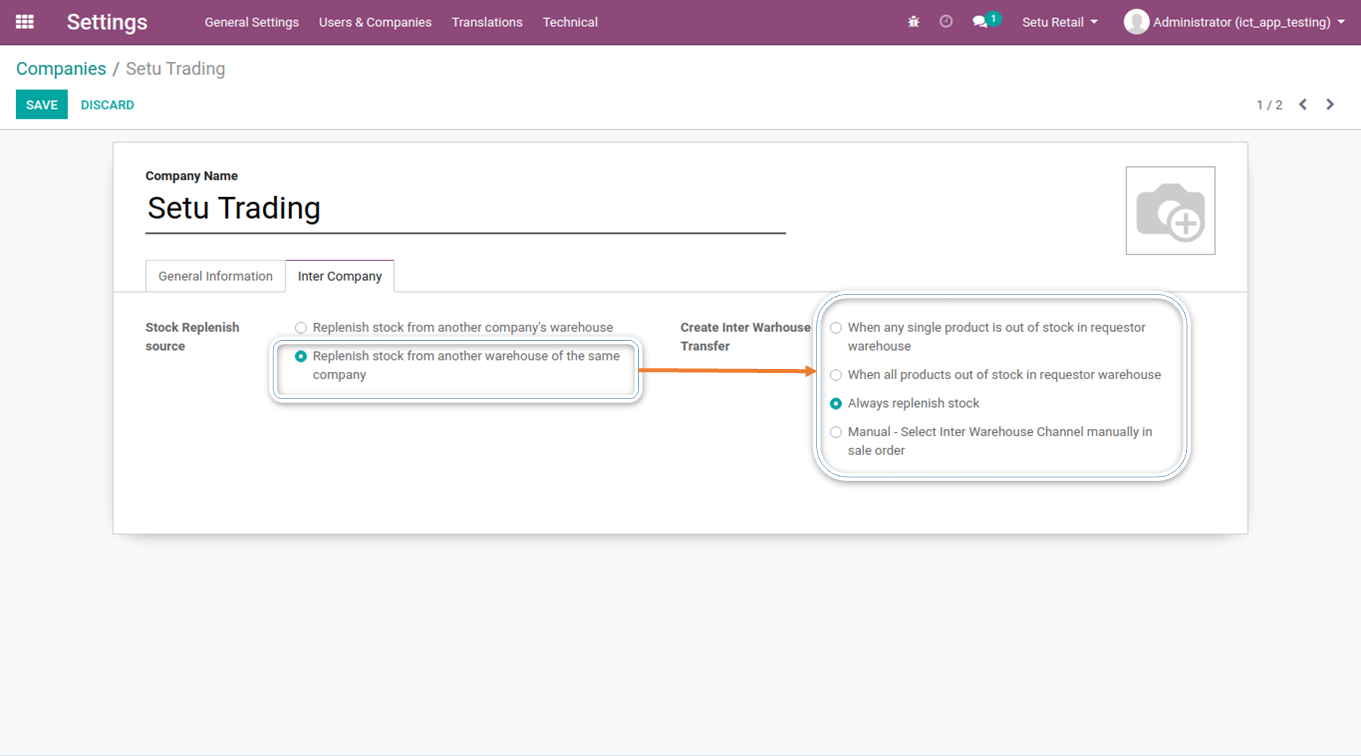 Settings General Settings Users & Companies Translations Technical 1 Setu Retail Administrator (ict_app_testing)
Companies / Setu Trading
SAVE DISCARD 1 / 2
Company Name
Setu Trading
General Information Inter Company
Stock Replenish
source
Replenish stock from another company's warehouse
Replenish stock from another warehouse of the same
company
Create Inter Warhouse
Transfer
When any single product is out of stock in requestor
warehouse
When all products out of stock in requestor warehouse
Always replenish stock
Manual - Select Inter Warehouse Channel manually in
sale order